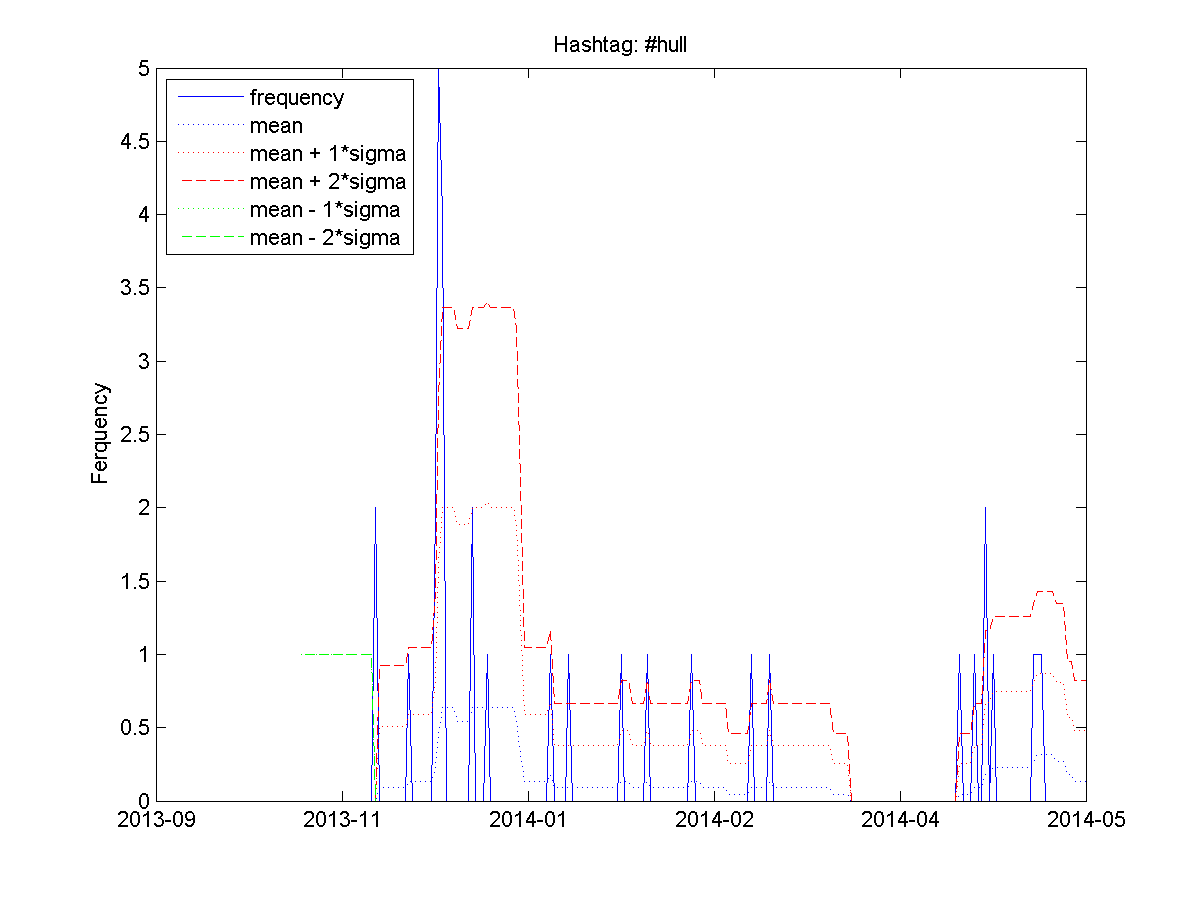 Hashtag: #hull
5
4.5
4
3.5
3
2.5
2
1.5
1
0.5
0
Ferquency
frequency
mean
mean + 1*sigma
mean + 2*sigma
mean - 1*sigma
mean - 2*sigma
2013-09 2013-11 2014-01 2014-02 2014-04 2014-05